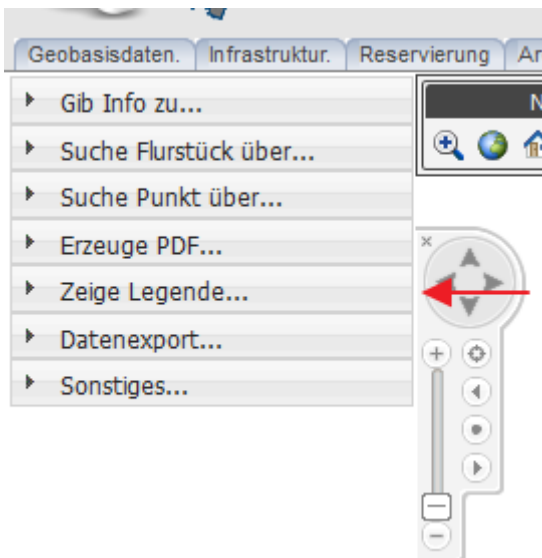 Geobasisdaten. Infrastruktur. Reservierung
Gib Info zu...
Suche Flurstück über...
Suche Punkt über...
Erzeuge PDF...
Zeige Legende...
Datenexport...
Sonstiges...